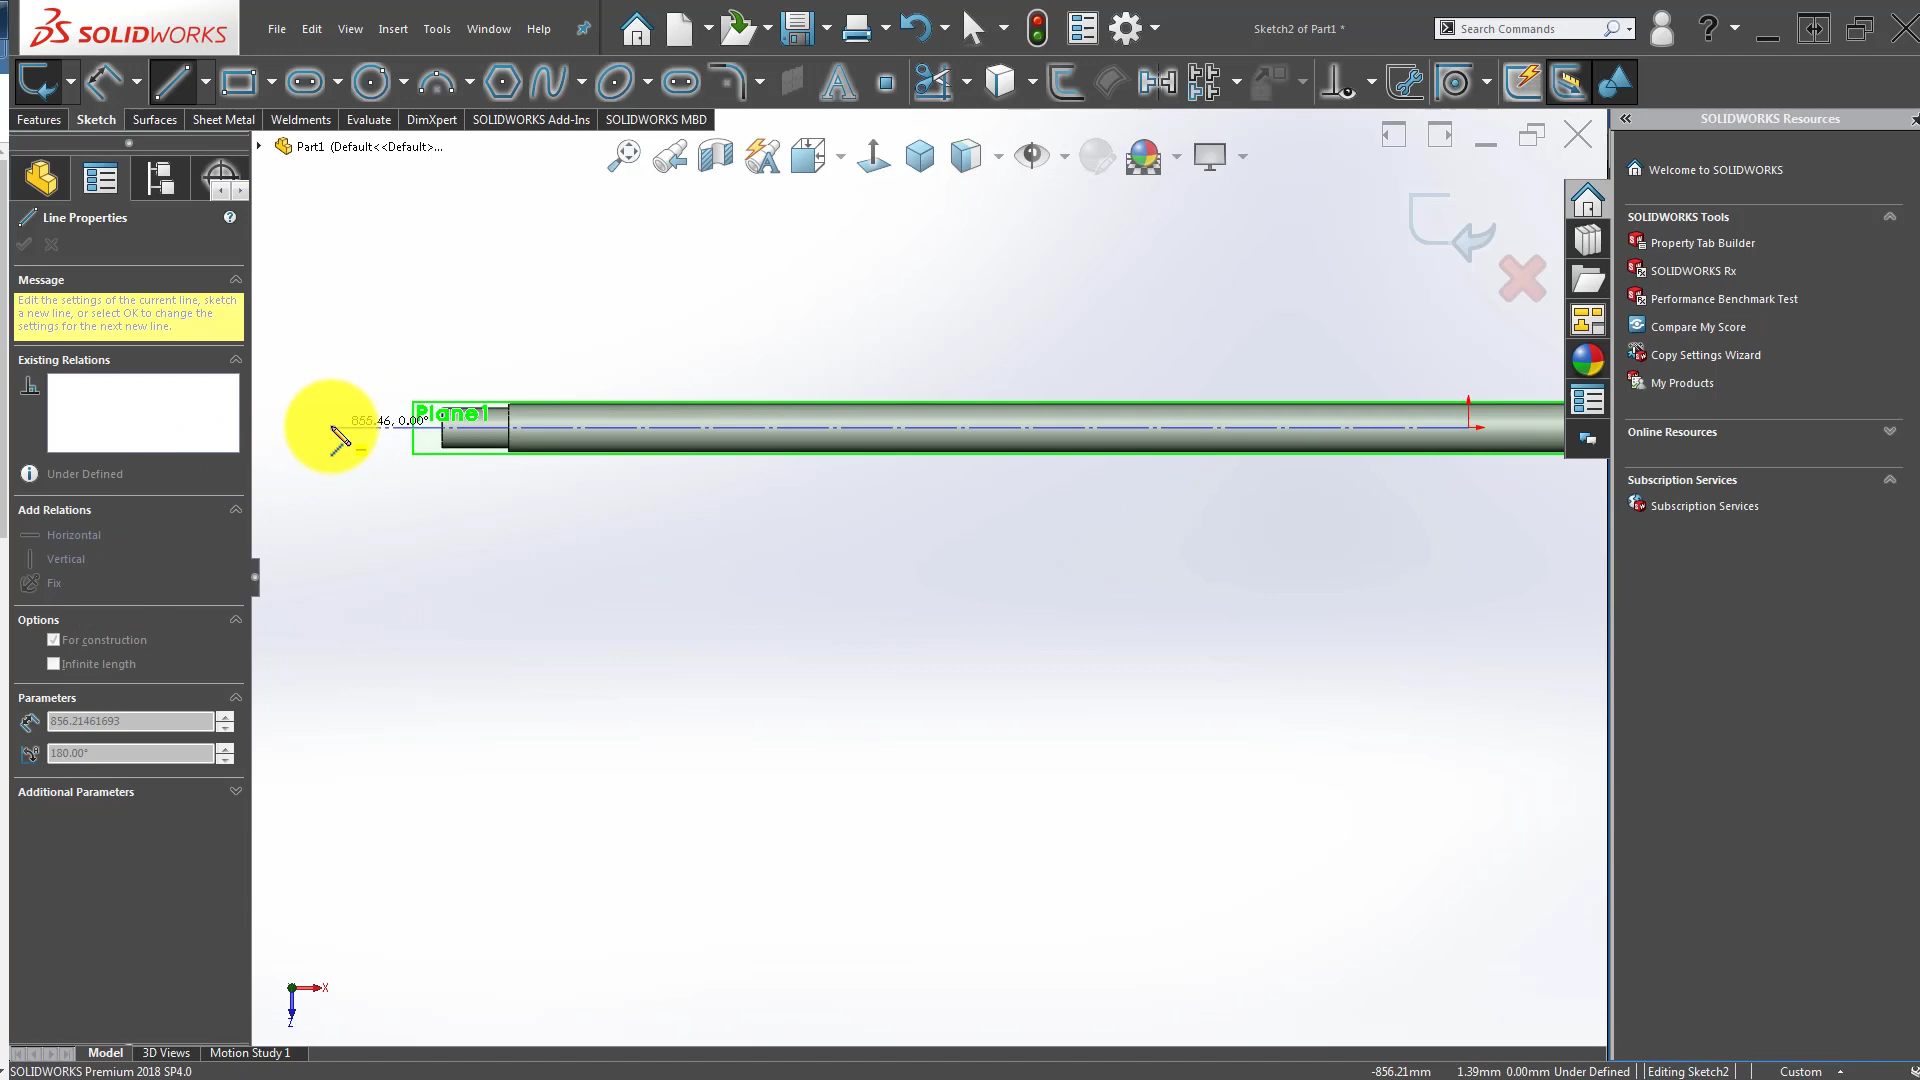 SOLIDWORKS
File Edit View Insert Tools Window Help
Sketch2 of Part1 *
Search Commands
Features Sketch Surfaces Sheet Metal Weldments Evaluate DimXpert SOLIDWORKS Add-Ins SOLIDWORKS MBD
SOLIDWORKS Resources
Part1 (Default<<Default>...
Line Properties
Message
Edit the settings of the current line, sketch
a new line, or select OK to change the
settings for the next new line.
Existing Relations
Under Defined
Add Relations
Horizontal
Vertical
Fix
Options
For construction
Infinite length
Parameters
856.21461693
180.00°
Additional Parameters
Plane1
855.46, 0.00°
X
Z
Welcome to SOLIDWORKS
SOLIDWORKS Tools
Property Tab Builder
SOLIDWORKS Rx
Performance Benchmark Test
Compare My Score
Copy Settings Wizard
My Products
Online Resources
Subscription Services
Subscription Services
Model 3D Views Motion Study 1
SOLIDWORKS Premium 2018 SP4.0
-856.21mm 1.39mm 0.00mm Under Defined Editing Sketch2 Custom